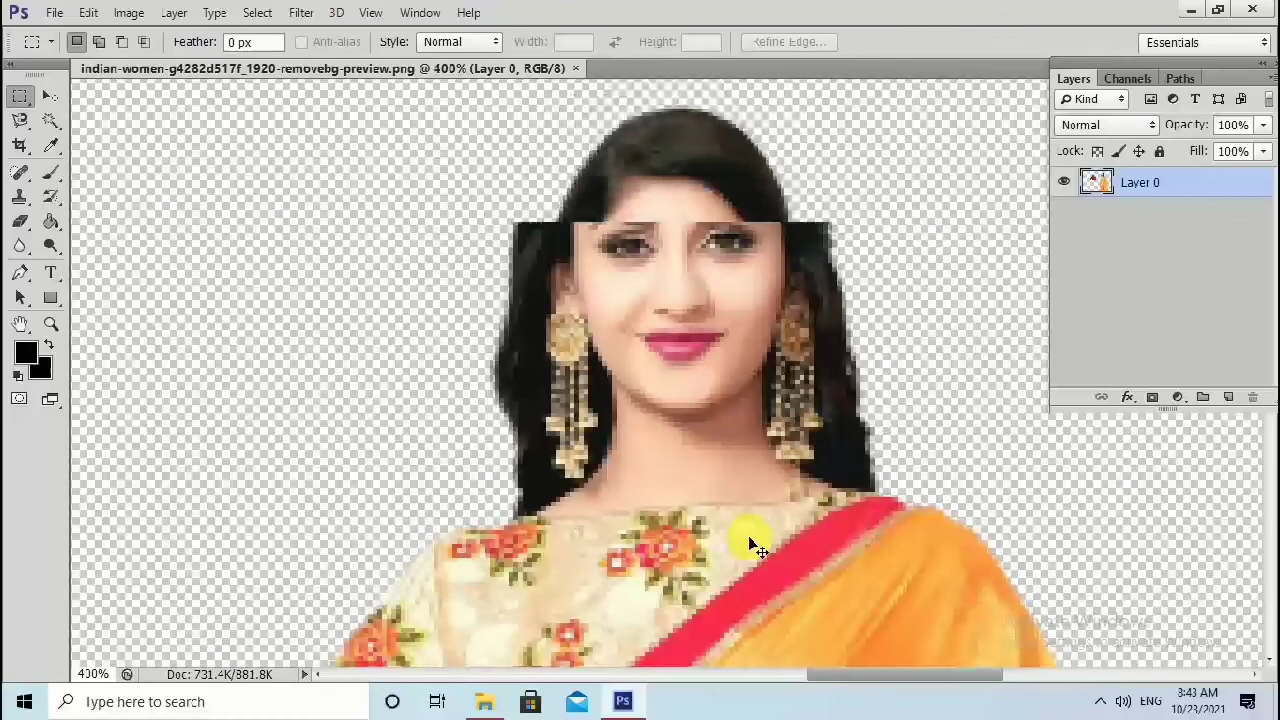 Ps File Edit Image Layer Type Select Filter 3D View Window Help
Feather: 0 px Anti-alias Style: Normal Width: Height: Refine Edge... Essentials
indian-women-g4282d517f_1920-removebg-preview.png @ 400% (Layer 0, RGB/8) ×
Layers Channels Paths
Kind
Normal Opacity: 100%
Lock: Fill: 100%
Layer 0
400% Doc: 731.4K/881.8K
Type here to search
Ps
ENG
3:43 AM
10/23/2021